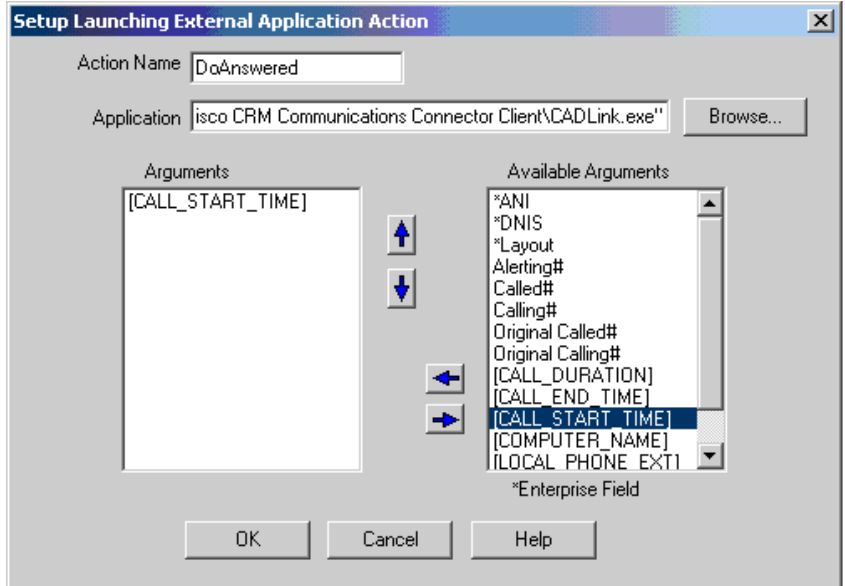 Setup Launching External Application Action
Action Name DoAnswered
Application isco CRM Communications Connector Client\CADLink.exe" Browse...
Arguments
[CALL_START_TIME]
Available Arguments
*ANI
*DNIS
*Layout
Alerting#
Called#
Calling#
Original Called#
Original Calling#
[CALL_DURATION]
[CALL_END_TIME]
[CALL_START_TIME]
[COMPUTER_NAME]
[LOCAL_PHONE_EXT]
*Enterprise Field
OK Cancel Help